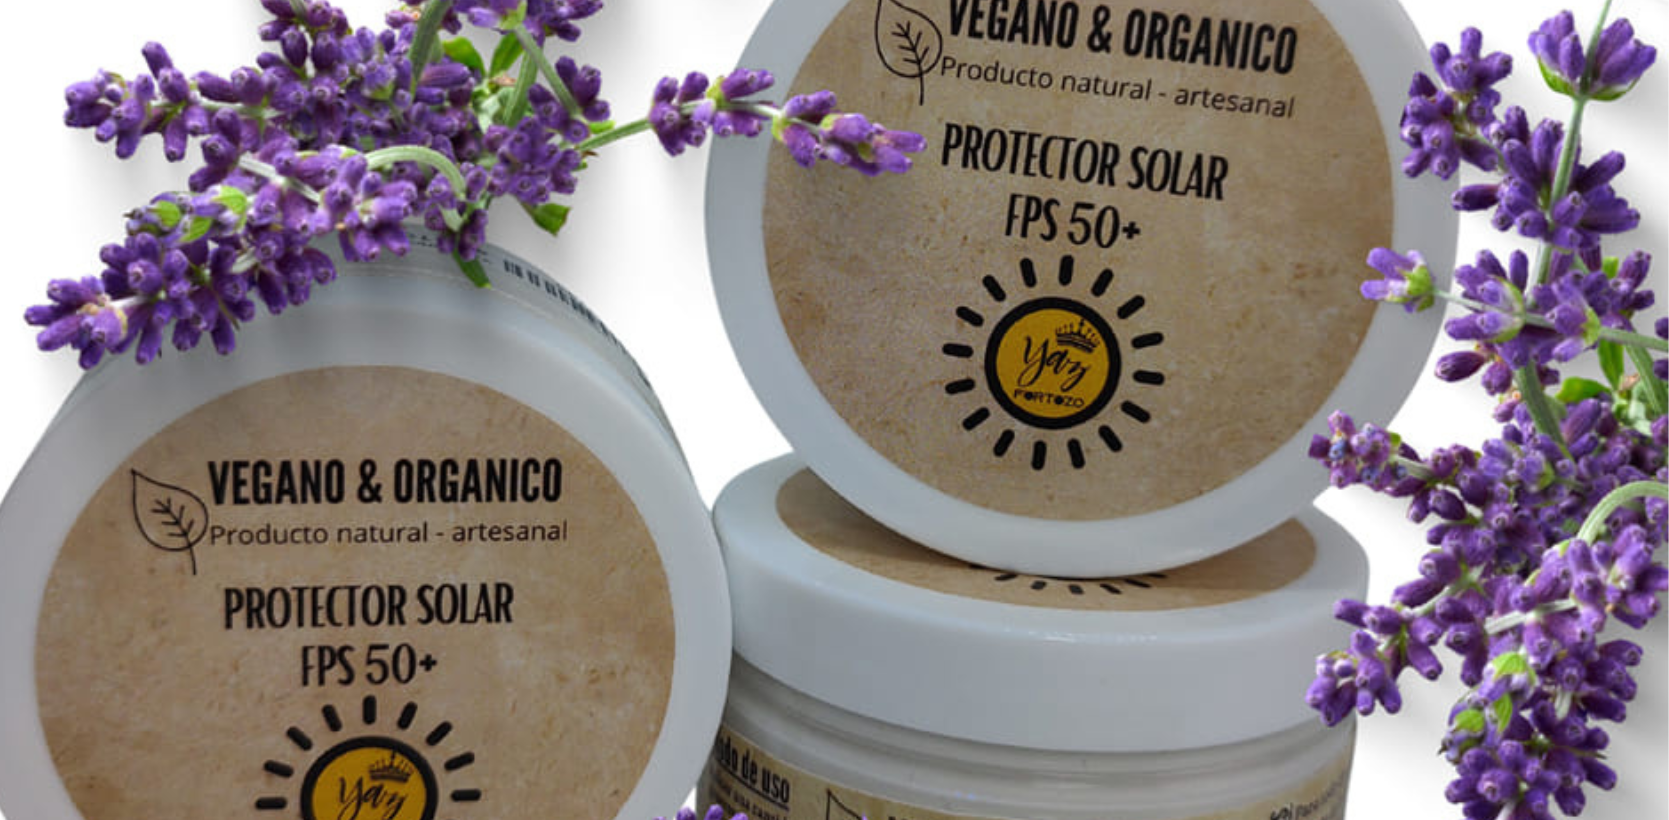 VEGANO & ORGANICO
Producto natural - artesanal
PROTECTOR SOLAR
FPS 50+
Yaz
FORTOZO
VEGANO & ORGANICO
Producto natural - artesanal
PROTECTOR SOLAR
FPS 50+
Yaz
de uso